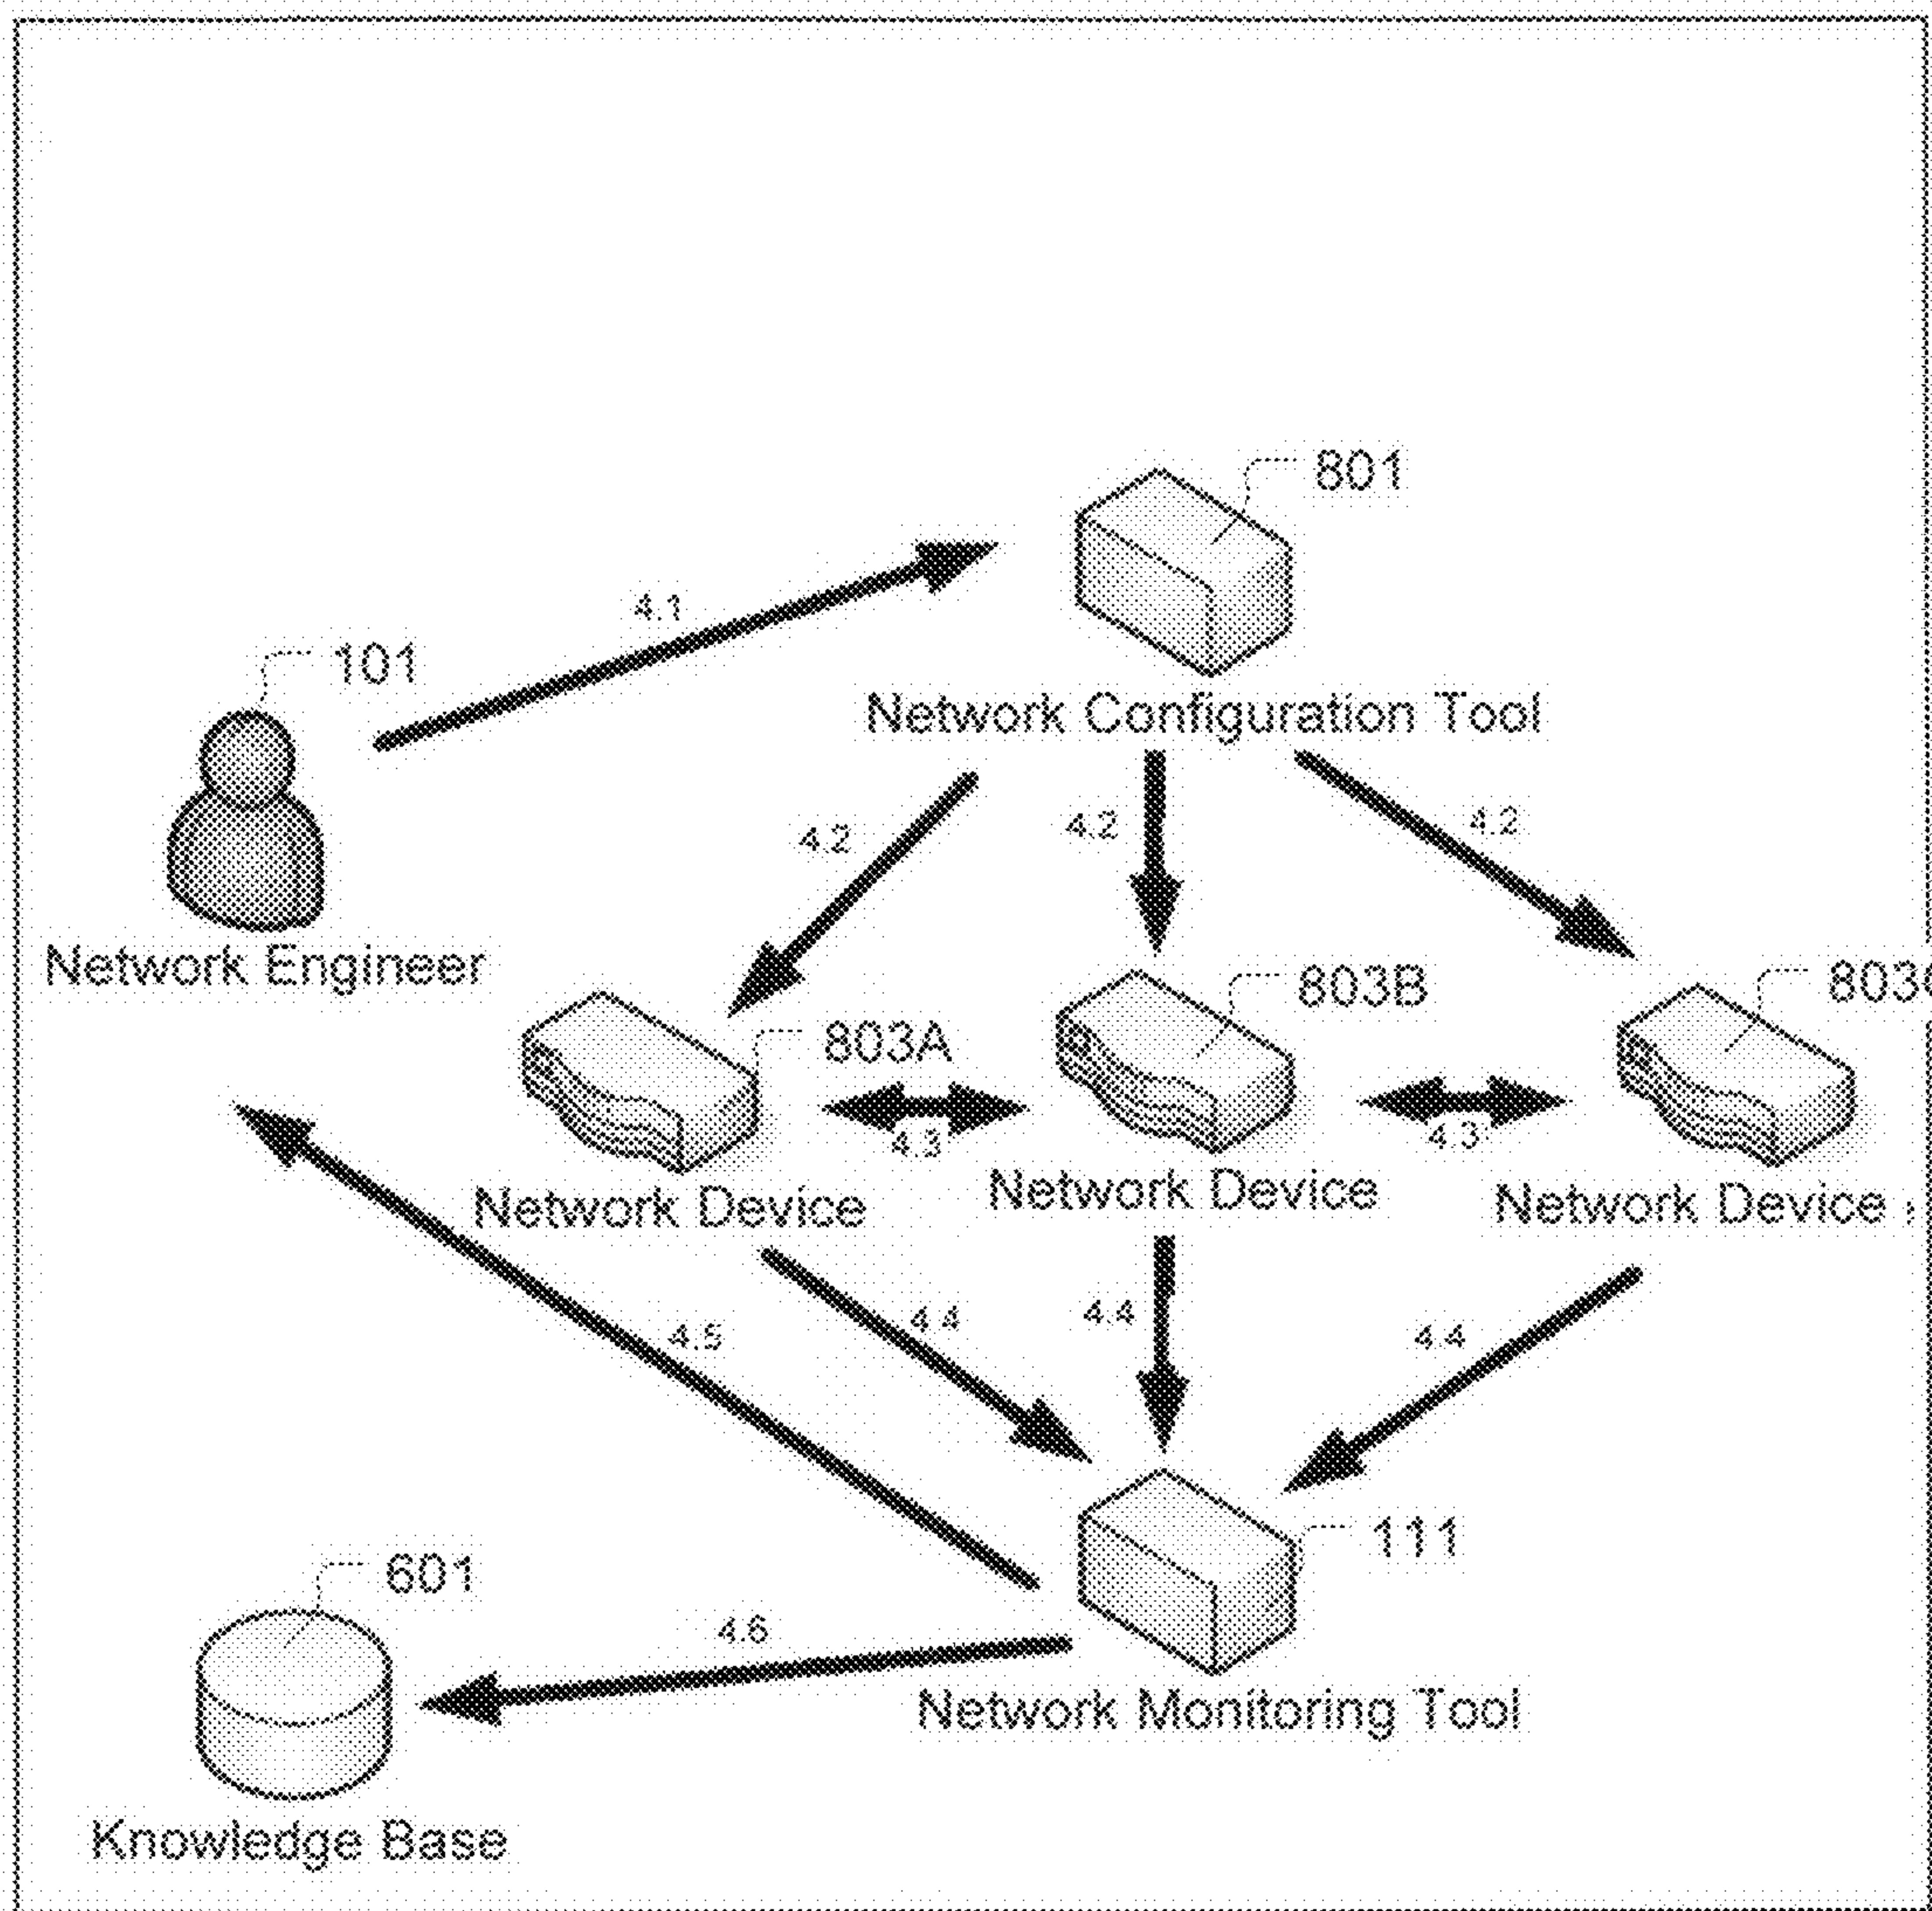 801
4.1
101
Network Configuration Tool
4.2
4.2
4.2
Network Engineer
803B
803A
4.3
4.3
Network Device
Network Device
Network Device
4.4
4.4
4.4
4.5
111
601
4.6
Network Monitoring Tool
Knowledge Base